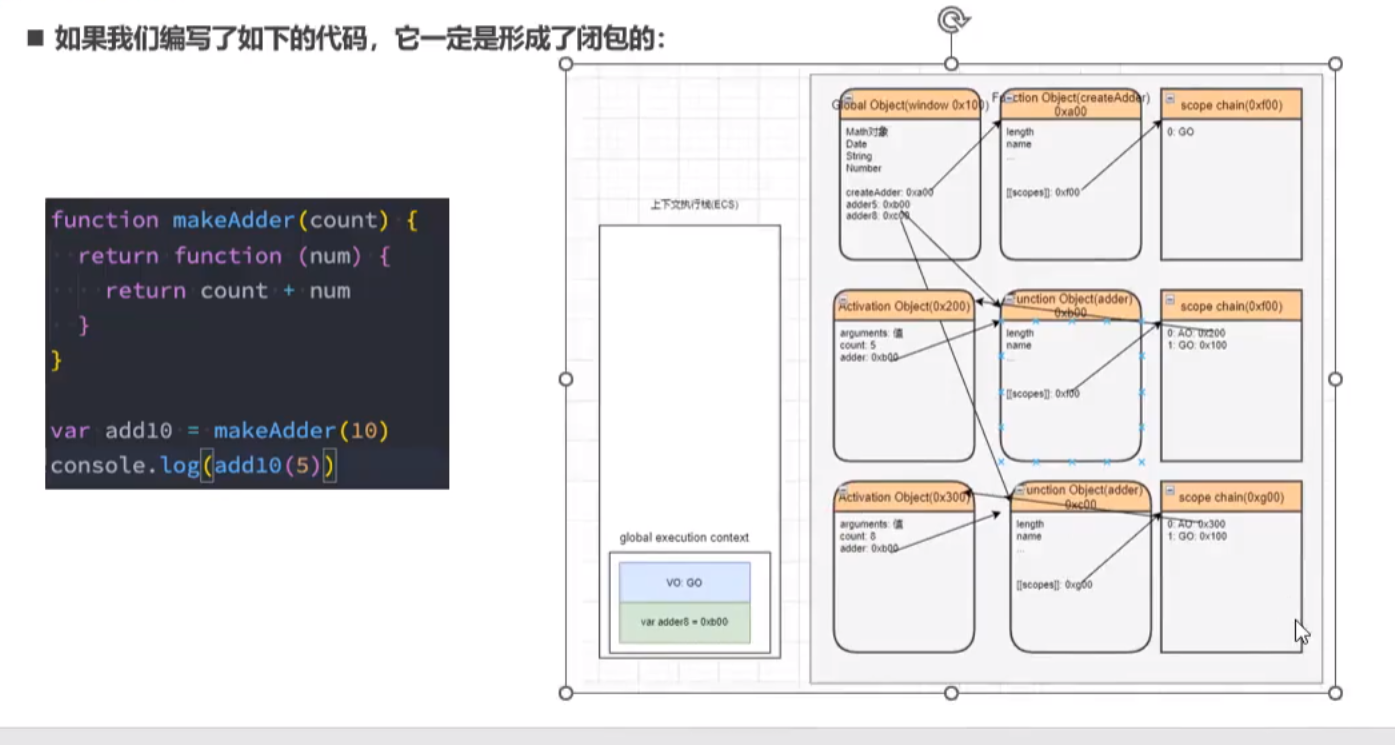 ■ 如果我们编写了如下的代码，它一定是形成了闭包的：
function makeAdder(count) {
return function (num) {
return count + num
}
}
var add10 = makeAdder(10)
console.log(add10(5))
上下文执行栈(ECS)
global execution context
VO: GO
var adder8 = 0xb00
Global Object(window 0x100)
Math对象
Date
String
Number
createAdder: 0xa00
adder5: 0xb00
adder8: 0xc00
Function Object(createAdder)
0xa00
length
name
...
[[scopes]]: 0xf00
scope chain(0xf00)
0: GO
Activation Object(0x200)
arguments: 值
count: 5
adder: 0xb00
Function Object(adder)
0xb00
length
name
...
[[scopes]]: 0xf00
scope chain(0xf00)
0: AO: 0x200
1: GO: 0x100
Activation Object(0x300)
arguments: 值
count: 8
adder: 0xb00
Function Object(adder)
0xc00
length
name
...
[[scopes]]: 0xg00
scope chain(0xg00)
0: AO: 0x300
1: GO: 0x100